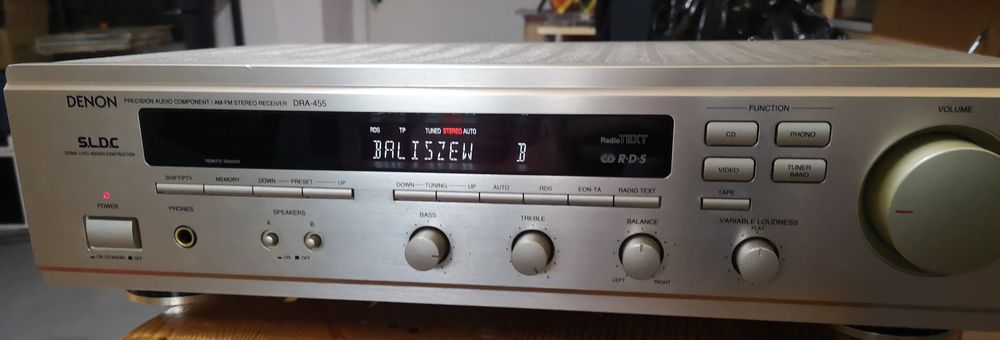 DENON PRECISION AUDIO COMPONENT / AM-FM STEREO RECEIVER DRA-455
FUNCTION
VOLUME
S.L.D.C
SIGNAL LEVEL DIVIDED CONSTRUCTION
RDS TP TUNED STEREO AUTO
BALISZEW B
Radio TEXT
R·D·S
REMOTE SENSOR
CD PHONO
VIDEO TUNER BAND
SHIFT/PTY MEMORY DOWN PRESET UP
DOWN TUNING UP AUTO RDS EON-TA RADIO TEXT
TAPE
POWER
PHONES
SPEAKERS
A B
BASS
TREBLE
BALANCE
VARIABLE LOUDNESS
FLAT
ON / STANDBY OFF
ON OFF
LEFT RIGHT